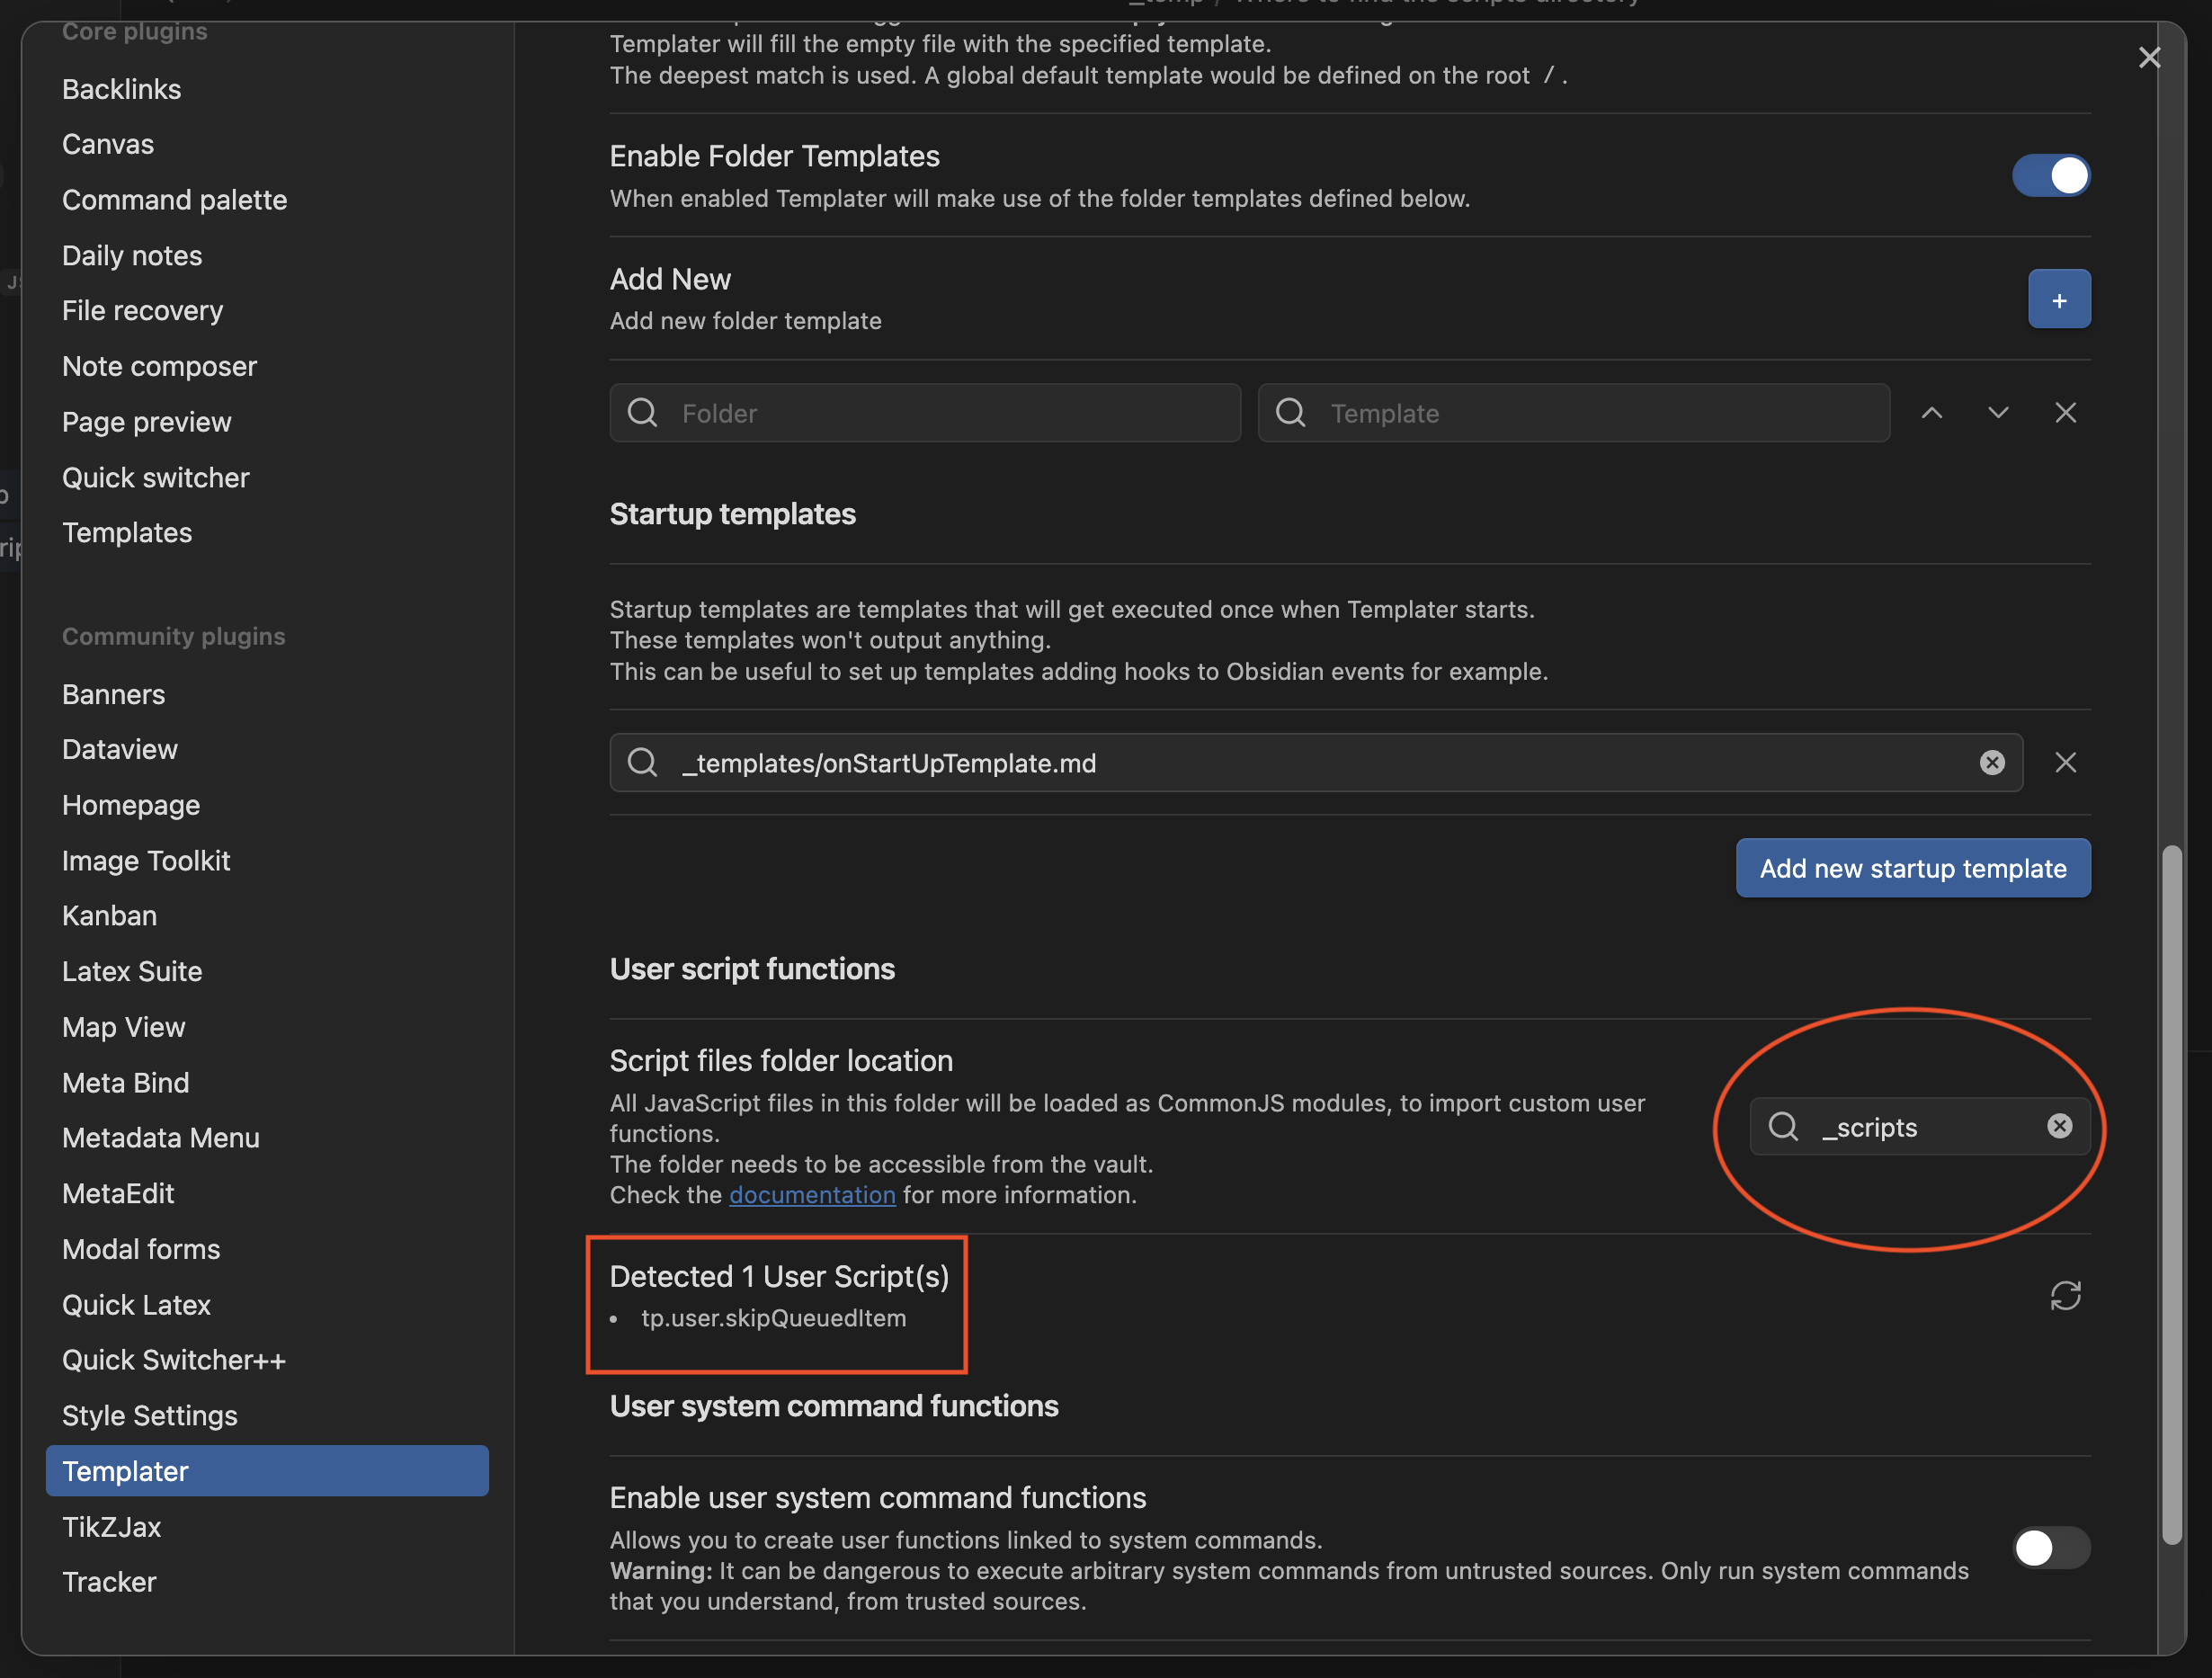 Core plugins
Backlinks
Canvas
Command palette
Daily notes
File recovery
Note composer
Page preview
Quick switcher
Templates
Community plugins
Banners
Dataview
Homepage
Image Toolkit
Kanban
Latex Suite
Map View
Meta Bind
Metadata Menu
MetaEdit
Modal forms
Quick Latex
Quick Switcher++
Style Settings
Templater
TikZJax
Tracker
Templater will fill the empty file with the specified template.
The deepest match is used. A global default template would be defined on the root / .
Enable Folder Templates
When enabled Templater will make use of the folder templates defined below.
Add New
Add new folder template
+
Folder
Template
Startup templates
Startup templates are templates that will get executed once when Templater starts.
These templates won't output anything.
This can be useful to set up templates adding hooks to Obsidian events for example.
_templates/onStartUpTemplate.md
Add new startup template
User script functions
Script files folder location
All JavaScript files in this folder will be loaded as CommonJS modules, to import custom user
functions.
The folder needs to be accessible from the vault.
Check the documentation for more information.
_scripts
Detected 1 User Script(s)
• tp.user.skipQueuedItem
User system command functions
Enable user system command functions
Allows you to create user functions linked to system commands.
Warning: It can be dangerous to execute arbitrary system commands from untrusted sources. Only run system commands
that you understand, from trusted sources.